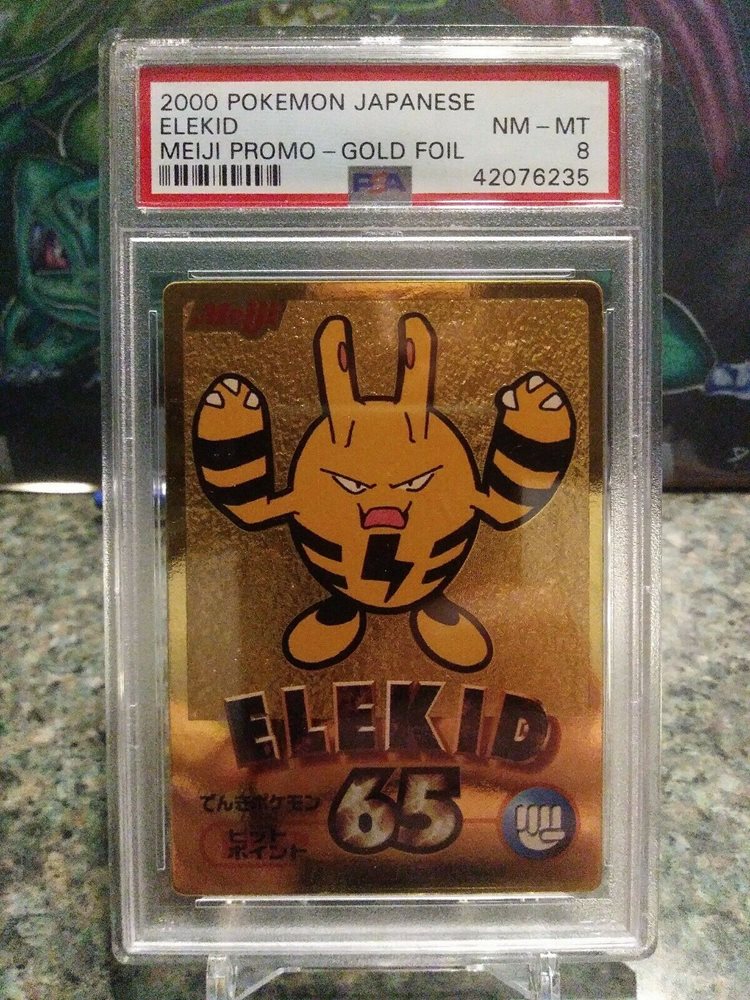 2000 POKEMON JAPANESE
ELEKID NM - MT
MEIJI PROMO - GOLD FOIL 8
PSA 42076235
Meiji
ELEKID
でんきポケモン 65
ヒット
ポイント